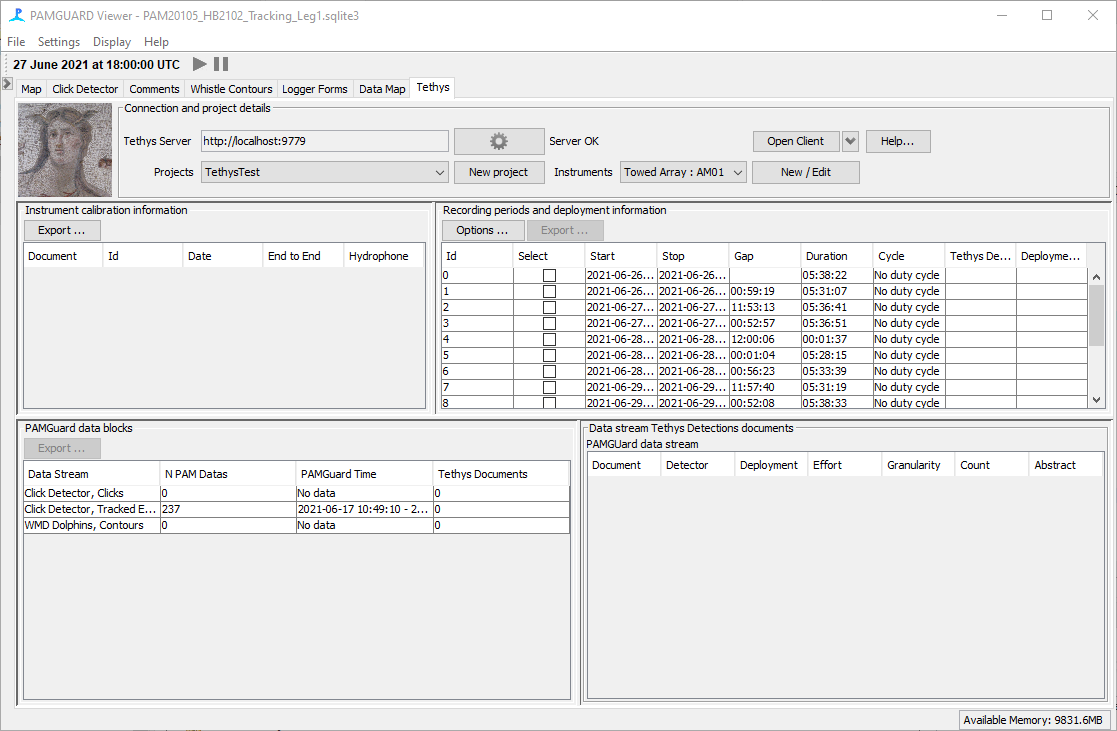 PAMGUARD Viewer - PAM20105_HB2102_Tracking_Leg1.sqlite3
File Settings Display Help
27 June 2021 at 18:00:00 UTC
Map Click Detector Comments Whistle Contours Logger Forms Data Map Tethys
Connection and project details
Tethys Server http://localhost:9779 Server OK Open Client Help...
Projects TethysTest New project Instruments Towed Array : AM01 New / Edit
Instrument calibration information
Export ...
Document Id Date End to End Hydrophone
Recording periods and deployment information
Options ... Export ...
Id Select Start Stop Gap Duration Cycle Tethys De... Deployme...
0 2021-06-26... 2021-06-26... 05:38:22 No duty cycle
1 2021-06-26... 2021-06-26... 00:59:19 05:31:07 No duty cycle
2 2021-06-27... 2021-06-27... 11:53:13 05:36:41 No duty cycle
3 2021-06-27... 2021-06-27... 00:52:57 05:36:51 No duty cycle
4 2021-06-28... 2021-06-28... 12:00:06 00:01:37 No duty cycle
5 2021-06-28... 2021-06-28... 00:01:04 05:28:15 No duty cycle
6 2021-06-28... 2021-06-28... 00:56:23 05:33:39 No duty cycle
7 2021-06-29... 2021-06-29... 11:57:40 05:31:19 No duty cycle
8 2021-06-29... 2021-06-29... 00:52:08 05:38:33 No duty cycle
PAMGuard data blocks
Export ...
Data Stream N PAM Datas PAMGuard Time Tethys Documents
Click Detector, Clicks 0 No data 0
Click Detector, Tracked E... 237 2021-06-17 10:49:10 - 2... 0
WMD Dolphins, Contours 0 No data 0
Data stream Tethys Detections documents
PAMGUard data stream
Document Detector Deployment Effort Granularity Count Abstract
Available Memory: 9831.6MB